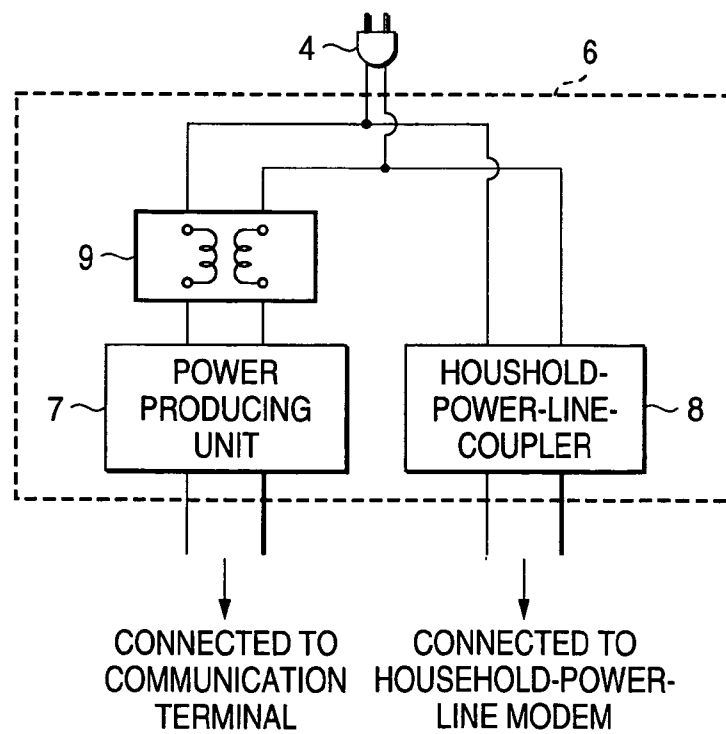 4
6
9
7
POWER
PRODUCING
UNIT
HOUSHOLD-
POWER-LINE-
COUPLER
8
CONNECTED TO
COMMUNICATION
TERMINAL
CONNECTED TO
HOUSEHOLD-POWER-
LINE MODEM